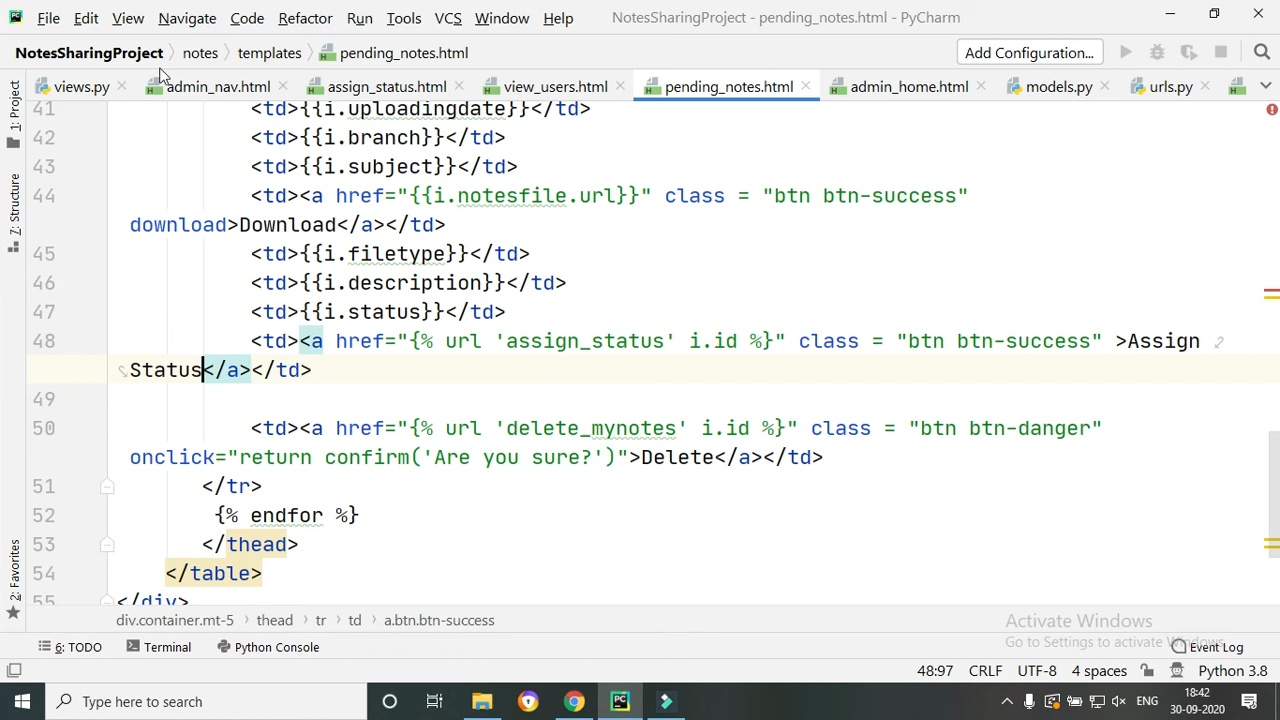 File Edit View Navigate Code Refactor Run Tools VCS Window Help NotesSharingProject - pending_notes.html - PyCharm
NotesSharingProject notes templates pending_notes.html Add Configuration...
views.py admin_nav.html assign_status.html view_users.html pending_notes.html admin_home.html models.py urls.py
1: Project
Z: Structure
2: Favorites
41 <td>{{i.uploadingdate}}</td>
42 <td>{{i.branch}}</td>
43 <td>{{i.subject}}</td>
44 <td><a href="{{i.notesfile.url}}" class = "btn btn-success"
download>Download</a></td>
45 <td>{{i.filetype}}</td>
46 <td>{{i.description}}</td>
47 <td>{{i.status}}</td>
48 <td><a href="{% url 'assign_status' i.id %}" class = "btn btn-success" >Assign
Status</a></td>
49
50 <td><a href="{% url 'delete_mynotes' i.id %}" class = "btn btn-danger"
onclick="return confirm('Are you sure?')">Delete</a></td>
51 </tr>
52 {% endfor %}
53 </thead>
54 </table>
55 </div>
div.container.mt-5 thead tr td a.btn.btn-success
Activate Windows
Go to Settings to activate Windows.
6: TODO Terminal Python Console Event Log
48:97 CRLF UTF-8 4 spaces Python 3.8
Type here to search
ENG
18:42
30-09-2020